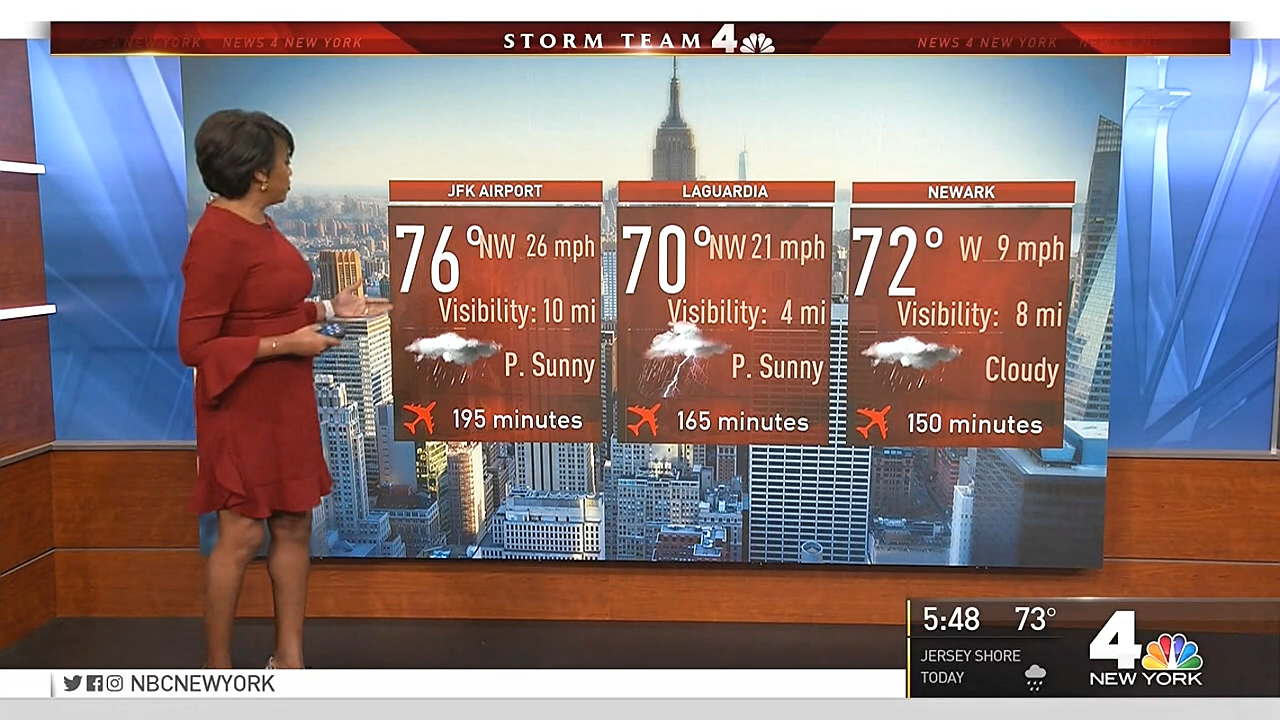 NEW YORK NEWS 4 NEW YORK
STORM TEAM 4
NEWS 4 NEW YORK
JFK AIRPORT
76° NW 26 mph
Visibility: 10 mi
P. Sunny
195 minutes
LAGUARDIA
70° NW 21 mph
Visibility: 4 mi
P. Sunny
165 minutes
NEWARK
72° W 9 mph
Visibility: 8 mi
Cloudy
150 minutes
5:48 73°
JERSEY SHORE
TODAY
4
NEW YORK
NBCNEWYORK